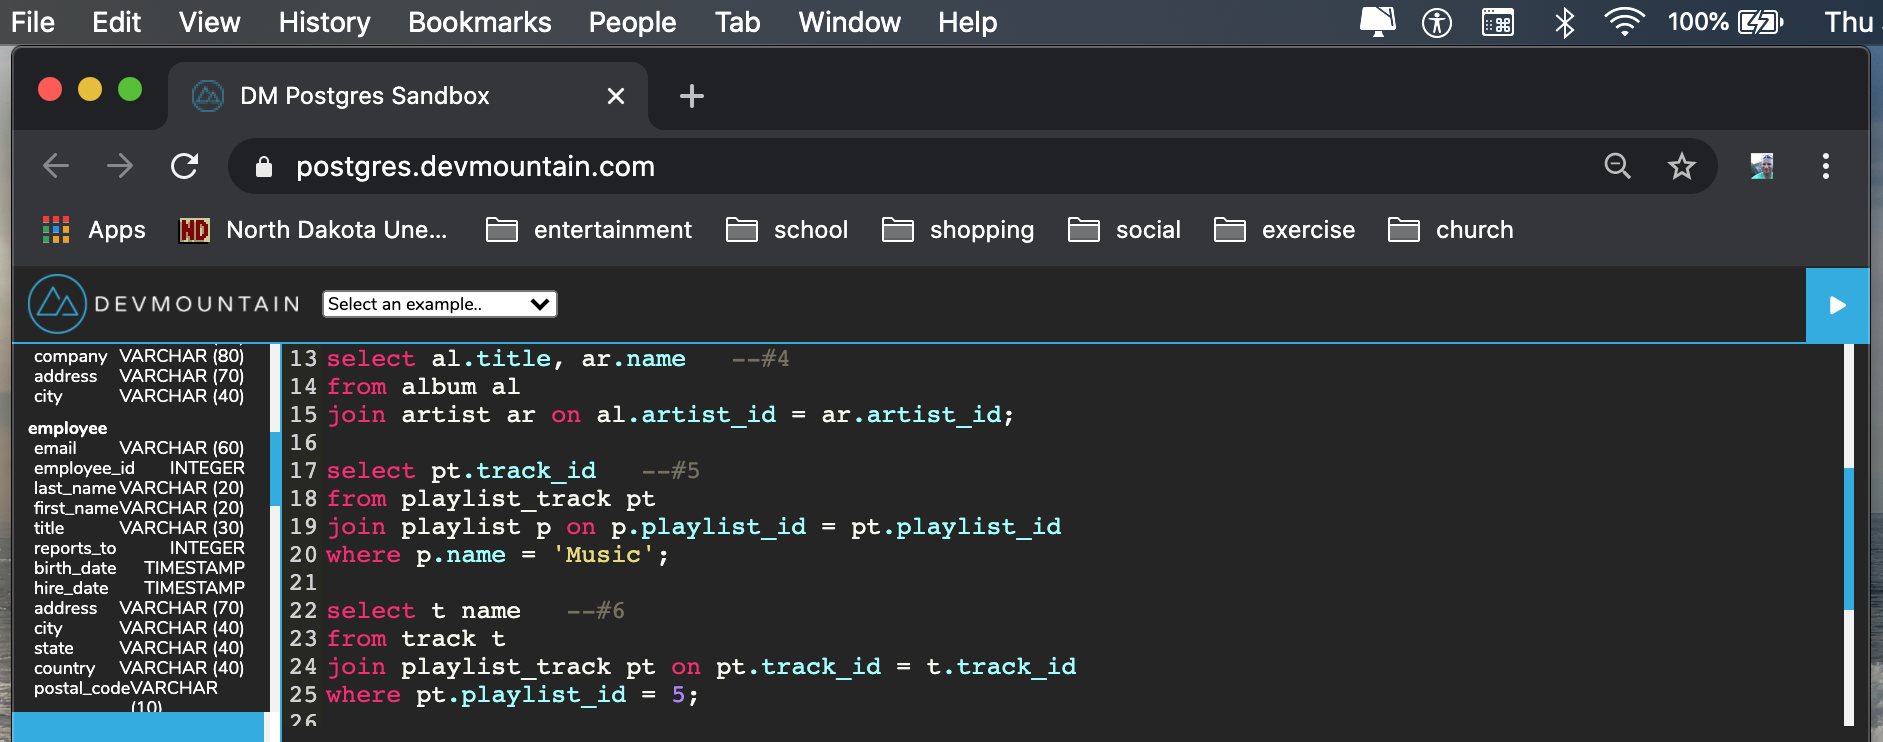 File Edit View History Bookmarks People Tab Window Help 100% Thu
DM Postgres Sandbox
postgres.devmountain.com
Apps ND North Dakota Une... entertainment school shopping social exercise church
DEVMOUNTAIN Select an example..
company VARCHAR (80)
address VARCHAR (70)
city VARCHAR (40)
employee
email VARCHAR (60)
employee_id INTEGER
last_name VARCHAR (20)
first_name VARCHAR (20)
title VARCHAR (30)
reports_to INTEGER
birth_date TIMESTAMP
hire_date TIMESTAMP
address VARCHAR (70)
city VARCHAR (40)
state VARCHAR (40)
country VARCHAR (40)
postal_code VARCHAR
(10)
13 select al.title, ar.name --#4
14 from album al
15 join artist ar on al.artist_id = ar.artist_id;
16
17 select pt.track_id --#5
18 from playlist_track pt
19 join playlist p on p.playlist_id = pt.playlist_id
20 where p.name = 'Music';
21
22 select t name --#6
23 from track t
24 join playlist_track pt on pt.track_id = t.track_id
25 where pt.playlist_id = 5;
26